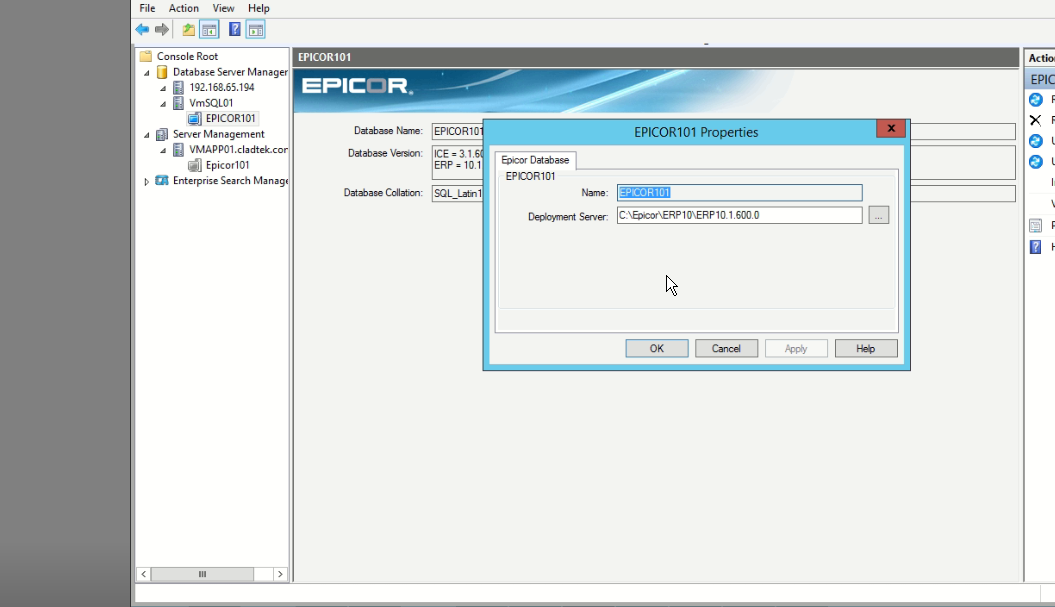 File Action View Help
Console Root
Database Server Manager
192.168.65.194
VmSQL01
EPICOR101
Server Management
VMAPP01.cladtek.cor
Epicor101
Enterprise Search Manage
EPICOR101
EPICOR
Database Name: EPICOR101
Database Version: ICE = 3.1.60
ERP = 10.1
Database Collation: SQL_Latin1
EPICOR101 Properties
Epicor Database
EPICOR101
Name: EPICOR101
Deployment Server: C:\Epicor\ERP10\ERP10.1.600.0 ...
OK Cancel Apply Help
Actio
EPIC